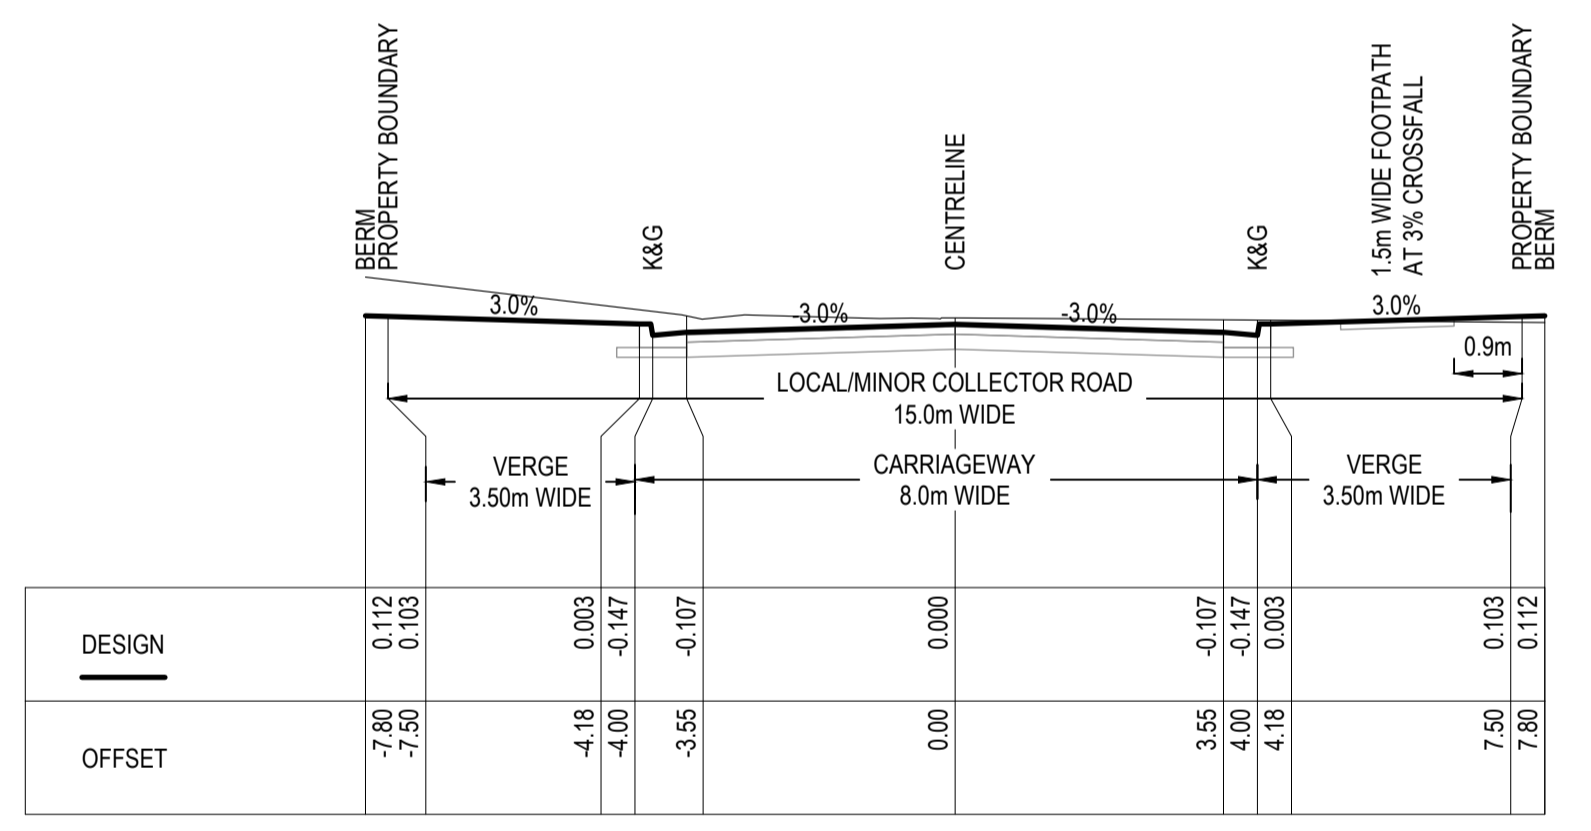 BERM
PROPERTY BOUNDARY
K&G
CENTRELINE
K&G
1.5m WIDE FOOTPATH
AT 3% CROSSFALL
PROPERTY BOUNDARY
BERM
3.0%
-3.0%
-3.0%
3.0%
0.9m
LOCAL/MINOR COLLECTOR ROAD
15.0m WIDE
VERGE
3.50m WIDE
CARRIAGEWAY
8.0m WIDE
VERGE
3.50m WIDE
DESIGN
0.112
0.103
0.003
-0.147
-0.107
0.000
-0.107
-0.147
0.003
0.103
0.112
OFFSET
-7.80
-7.50
-4.18
-4.00
-3.55
0.00
3.55
4.00
4.18
7.50
7.80